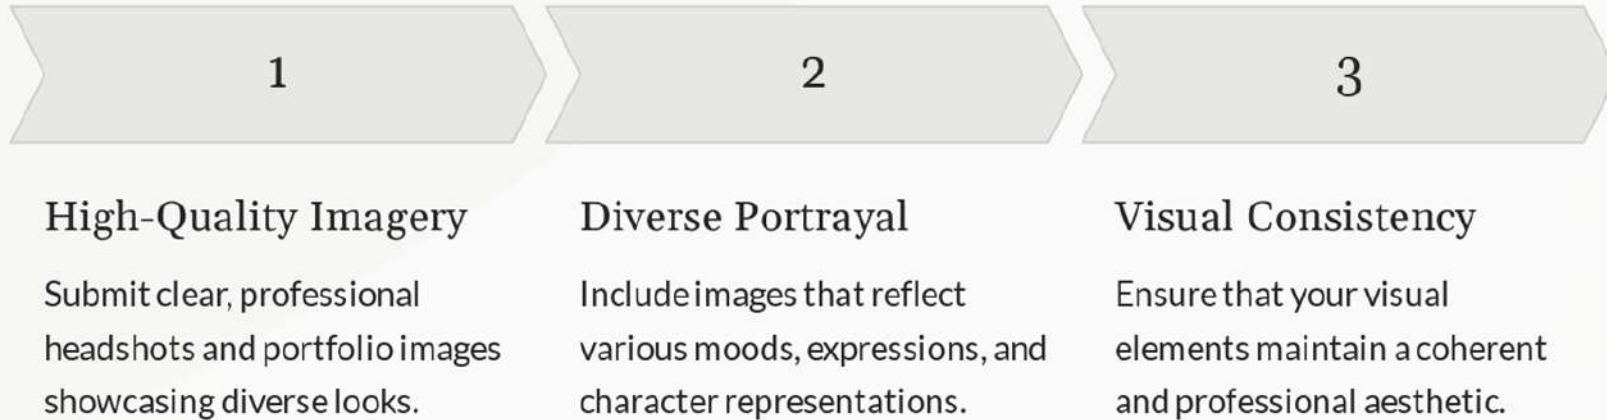 1
High-Quality Imagery
Submit clear, professional
headshots and portfolio images
showcasing diverse looks.
2
Diverse Portrayal
Include images that reflect
various moods, expressions, and
character representations.
3
Visual Consistency
Ensure that your visual
elements maintain a coherent
and professional aesthetic.